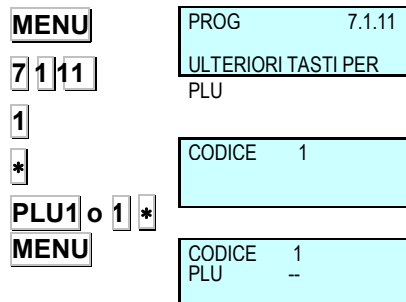 MENU
7 1 11
1
*
PLU1 o 1 *
MENU
PROG 7.1.11
ULTERIORI TASTI PER
PLU
CODICE 1
CODICE 1
PLU --